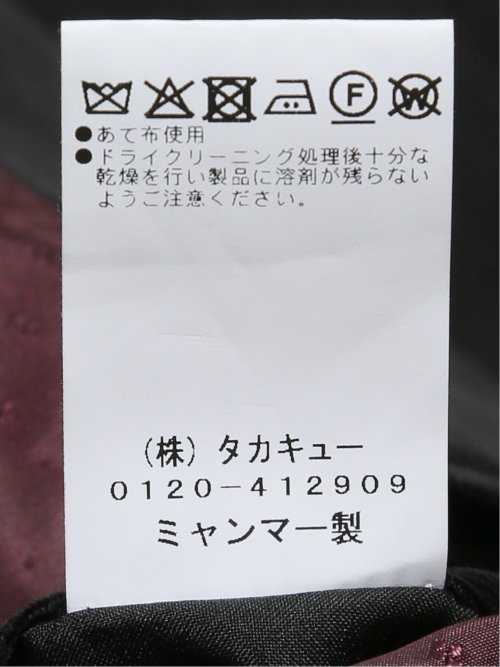 F W
●あて布使用
●ドライクリーニング処理後十分な
乾燥を行い製品に溶剤が残らない
ようご注意ください。
（株）タカキュー
0120-412909
ミャンマー製